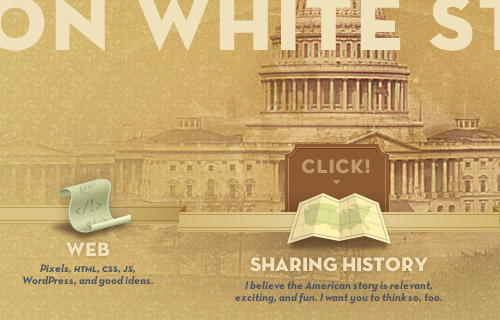 ON WHITE ST
CLICK!
</!>
WEB
Pixels, HTML, CSS, JS,
WordPress, and good ideas.
SHARING HISTORY
I believe the American story is relevant,
exciting, and fun. I want you to think so, too.